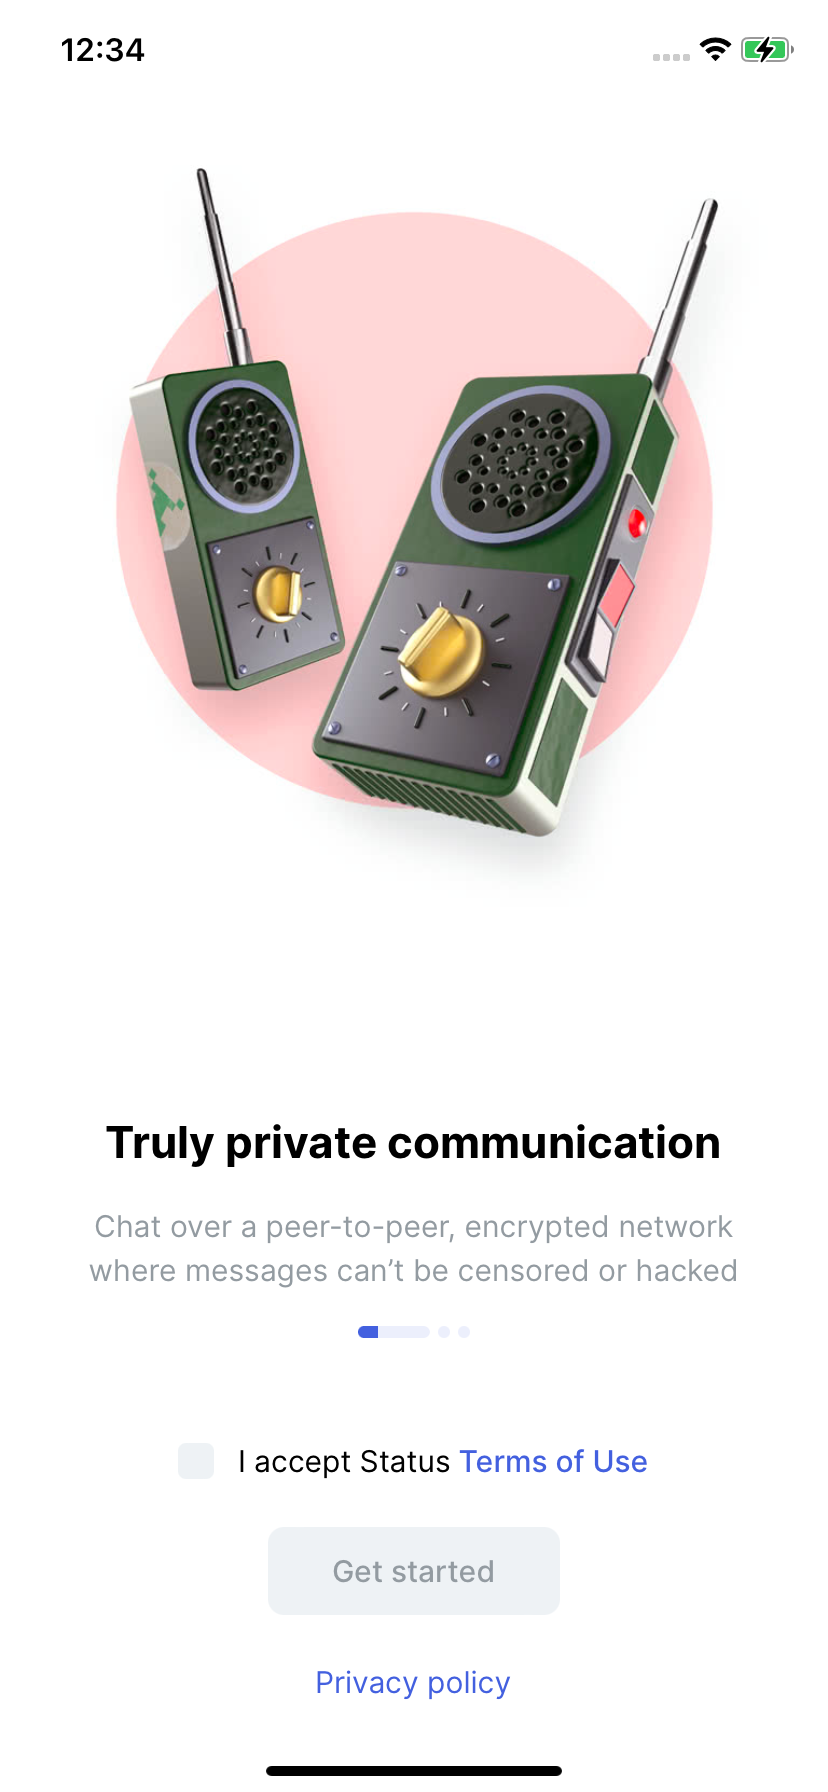 12:34
Truly private communication
Chat over a peer-to-peer, encrypted network
where messages can’t be censored or hacked
I accept Status Terms of Use
Get started
Privacy policy